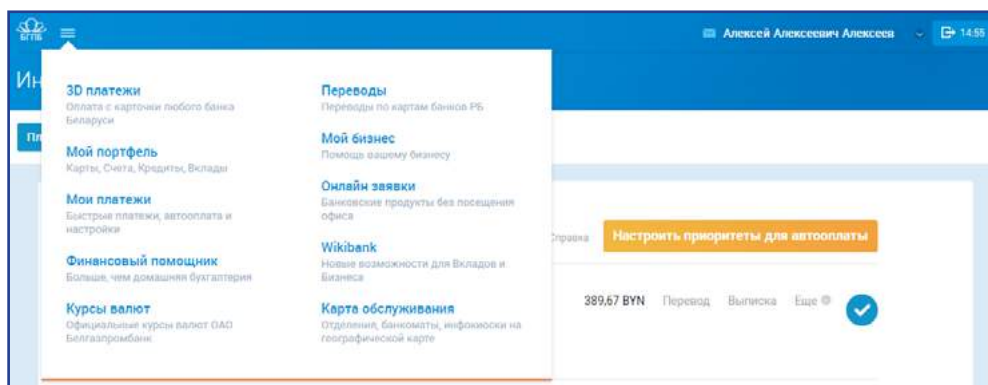 БГПБ
Алексей Алексеевич Алексеев
14:55
Ин
Пл
3D платежи
Оплата с карточки любого банка
Беларуси
Мой портфель
Карты, Счета, Кредиты, Вклады
Мои платежи
Быстрые платежи, автооплата и
настройки
Финансовый помощник
Больше, чем домашняя бухгалтерия
Курсы валют
Официальные курсы валют ОАО
Белгазпромбанк
Переводы
Переводы по картам банков РБ
Мой бизнес
Помощь вашему бизнесу
Онлайн заявки
Банковские продукты без посещения
офиса
Wikibank
Новые возможности для Вкладов и
Бизнеса
Карта обслуживания
Отделения, банкоматы, инфокиоски на
географической карте
Справка
Настроить приоритеты для автооплаты
389,67 BYN Перевод Выписка Еще